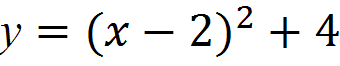 y = (x − 2)² + 4